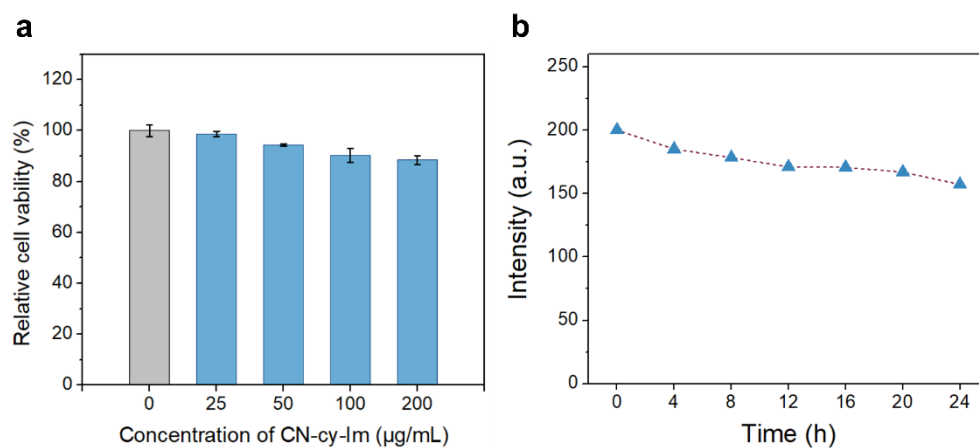 a
Relative cell vability (%)
120
100
80
60
40
20
0
0 25 50 100 200
Concentration of CN-cy-Im (μg/mL)
b
Intensity (a.u.)
250
200
150
100
50
0
0 4 8 12 16 20 24
Time (h)